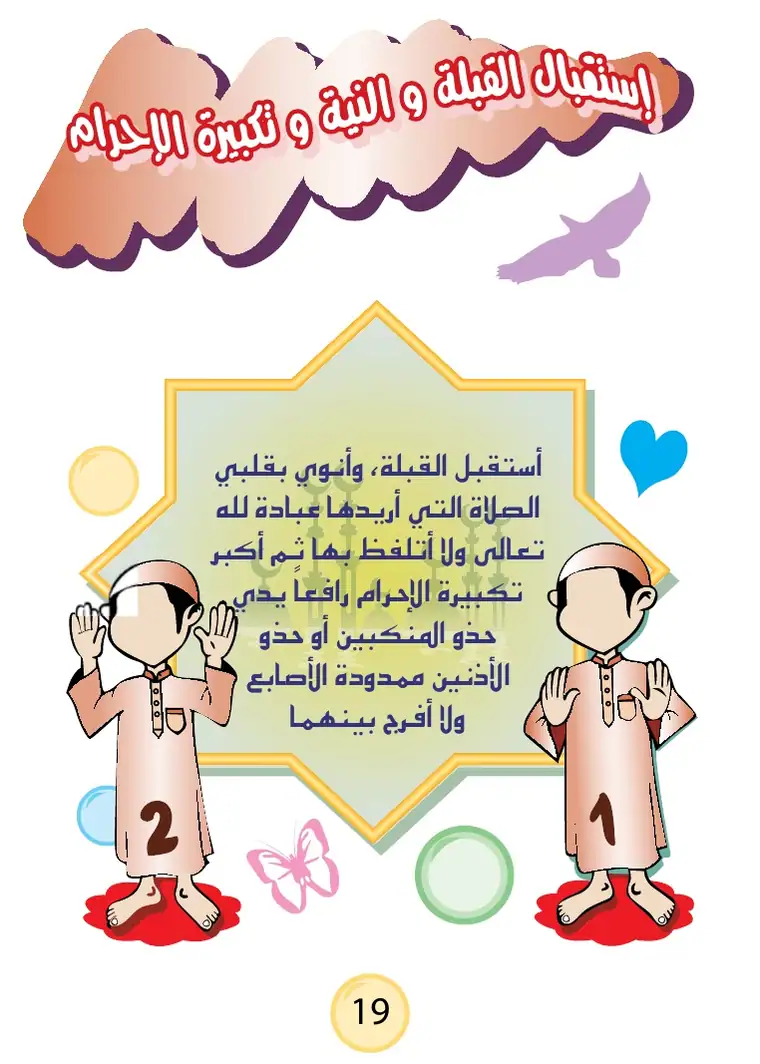 إستقبال القبلة و النية و تكبيرة الإحرام
أستقبل القبلة، وأنوي بقلبي
الصلاة التي أريدها عبادة لله
تعالى ولا أتلفظ بها ثم أكبر
تكبيرة الإحرام رافعاً يدي
حذو المنكبين أو حذو
الأذنين ممدودة الأصابع
ولا أفرج بينهما
1
2
19